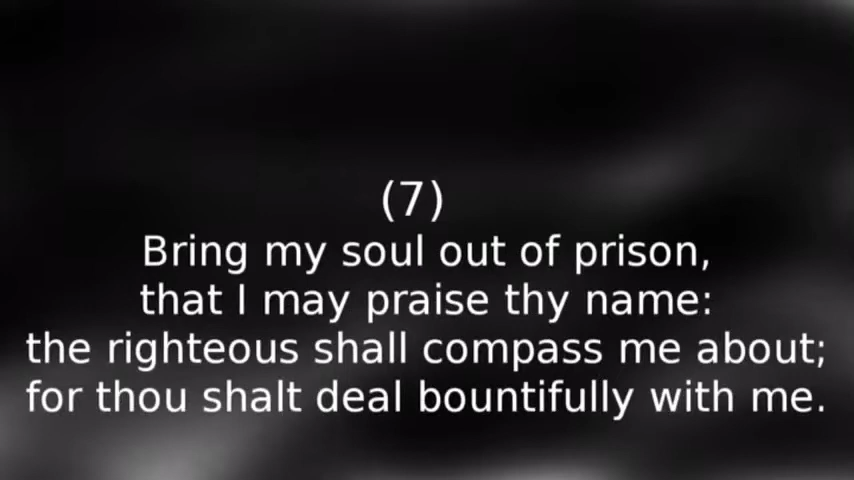 (7)
Bring my soul out of prison,
that I may praise thy name:
the righteous shall compass me about;
for thou shalt deal bountifully with me.